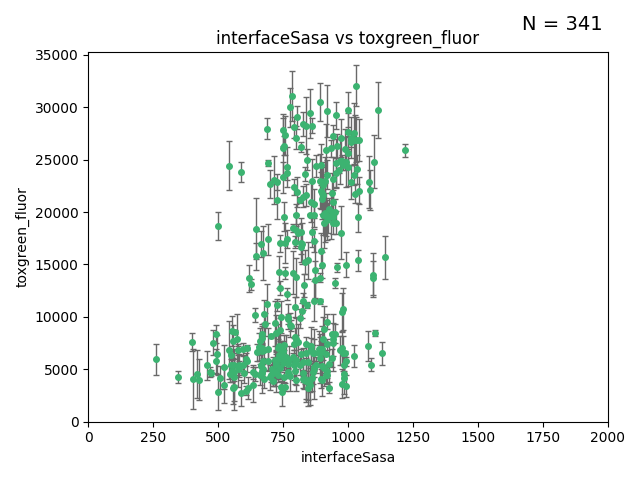 N = 341
interfaceSasa vs toxgreen_fluor
35000
30000
25000
20000
15000
10000
5000
0
toxgreen_fluor
0 250 500 750 1000 1250 1500 1750 2000
interfaceSasa